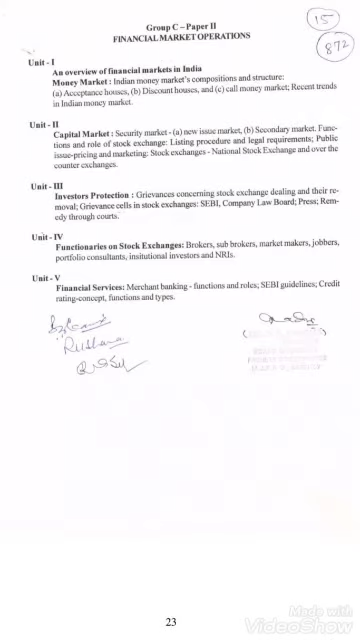 15
872
Group C – Paper II
FINANCIAL MARKET OPERATIONS
Unit - I
An overview of financial markets in India
Money Market : Indian money market's compositions and structure:
(a) Acceptance houses, (b) Discount houses, and (c) call money market; Recent trends
in Indian money market.
Unit - II
Capital Market : Security market - (a) new issue market, (b) Secondary market. Func-
tions and role of stock exchange: Listing procedure and legal requirements; Public
issue-pricing and marketing: Stock exchanges - National Stock Exchange and over the
counter exchanges.
Unit - III
Investors Protection : Grievances concerning stock exchange dealing and their re-
moval; Grievance cells in stock exchanges: SEBI, Company Law Board; Press; Rem-
edy through courts.
Unit - IV
Functionaries on Stock Exchanges: Brokers, sub brokers, market makers, jobbers,
portfolio consultants, insitutional investors and NRIs.
Unit - V
Financial Services: Merchant banking - functions and roles; SEBI guidelines; Credit
rating-concept, functions and types.
23
Made with
VideoShow